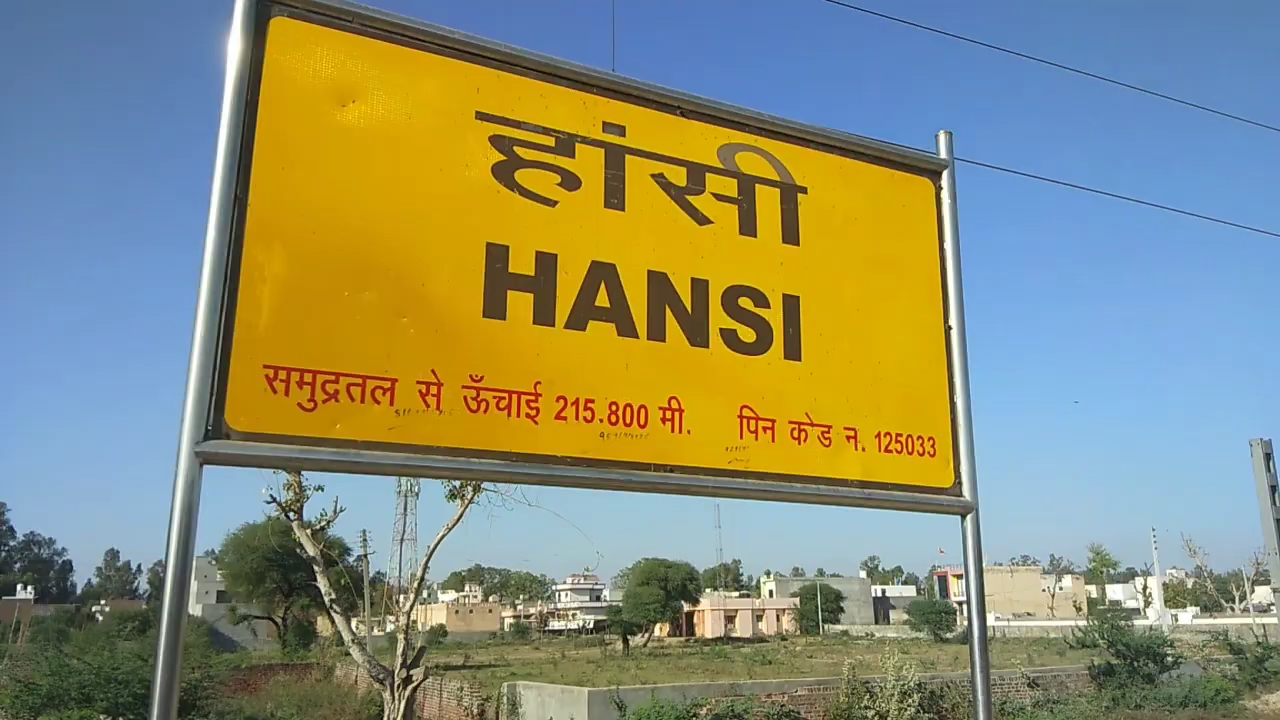 हांसी
HANSI
समुद्रतल से ऊँचाई 215.800 मी. पिन कोड न. 125033